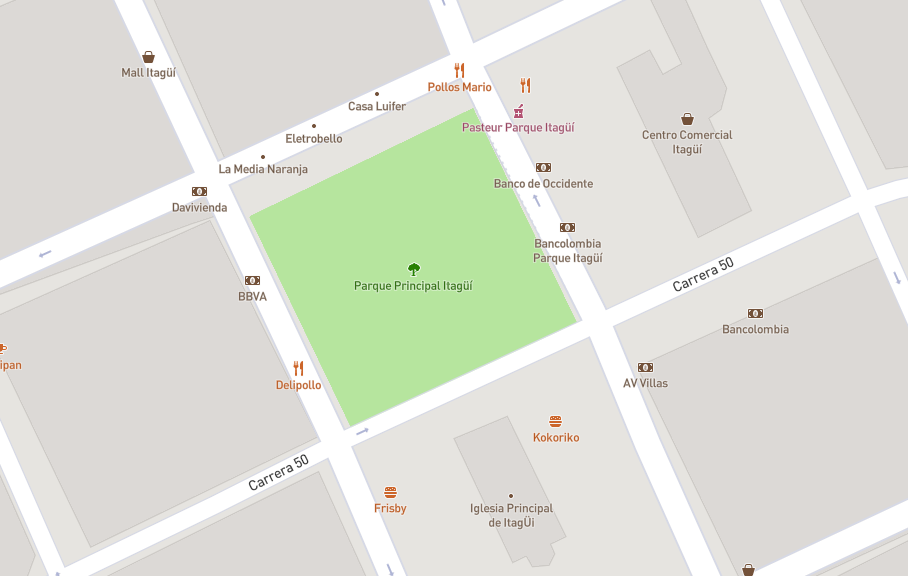 Mall Itagüí
Pollos Mario
Casa Luifer
Pasteur Parque Itagüí
Eletrobello
Centro Comercial
Itagüí
La Media Naranja
Banco de Occidente
Davivienda
Bancolombia
Parque Itagüí
Carrera 50
Parque Principal Itagüí
BBVA
Bancolombia
ipan
Delipollo
AV Villas
Kokoriko
Carrera 50
Frisby
Iglesia Principal
de ItagÜi